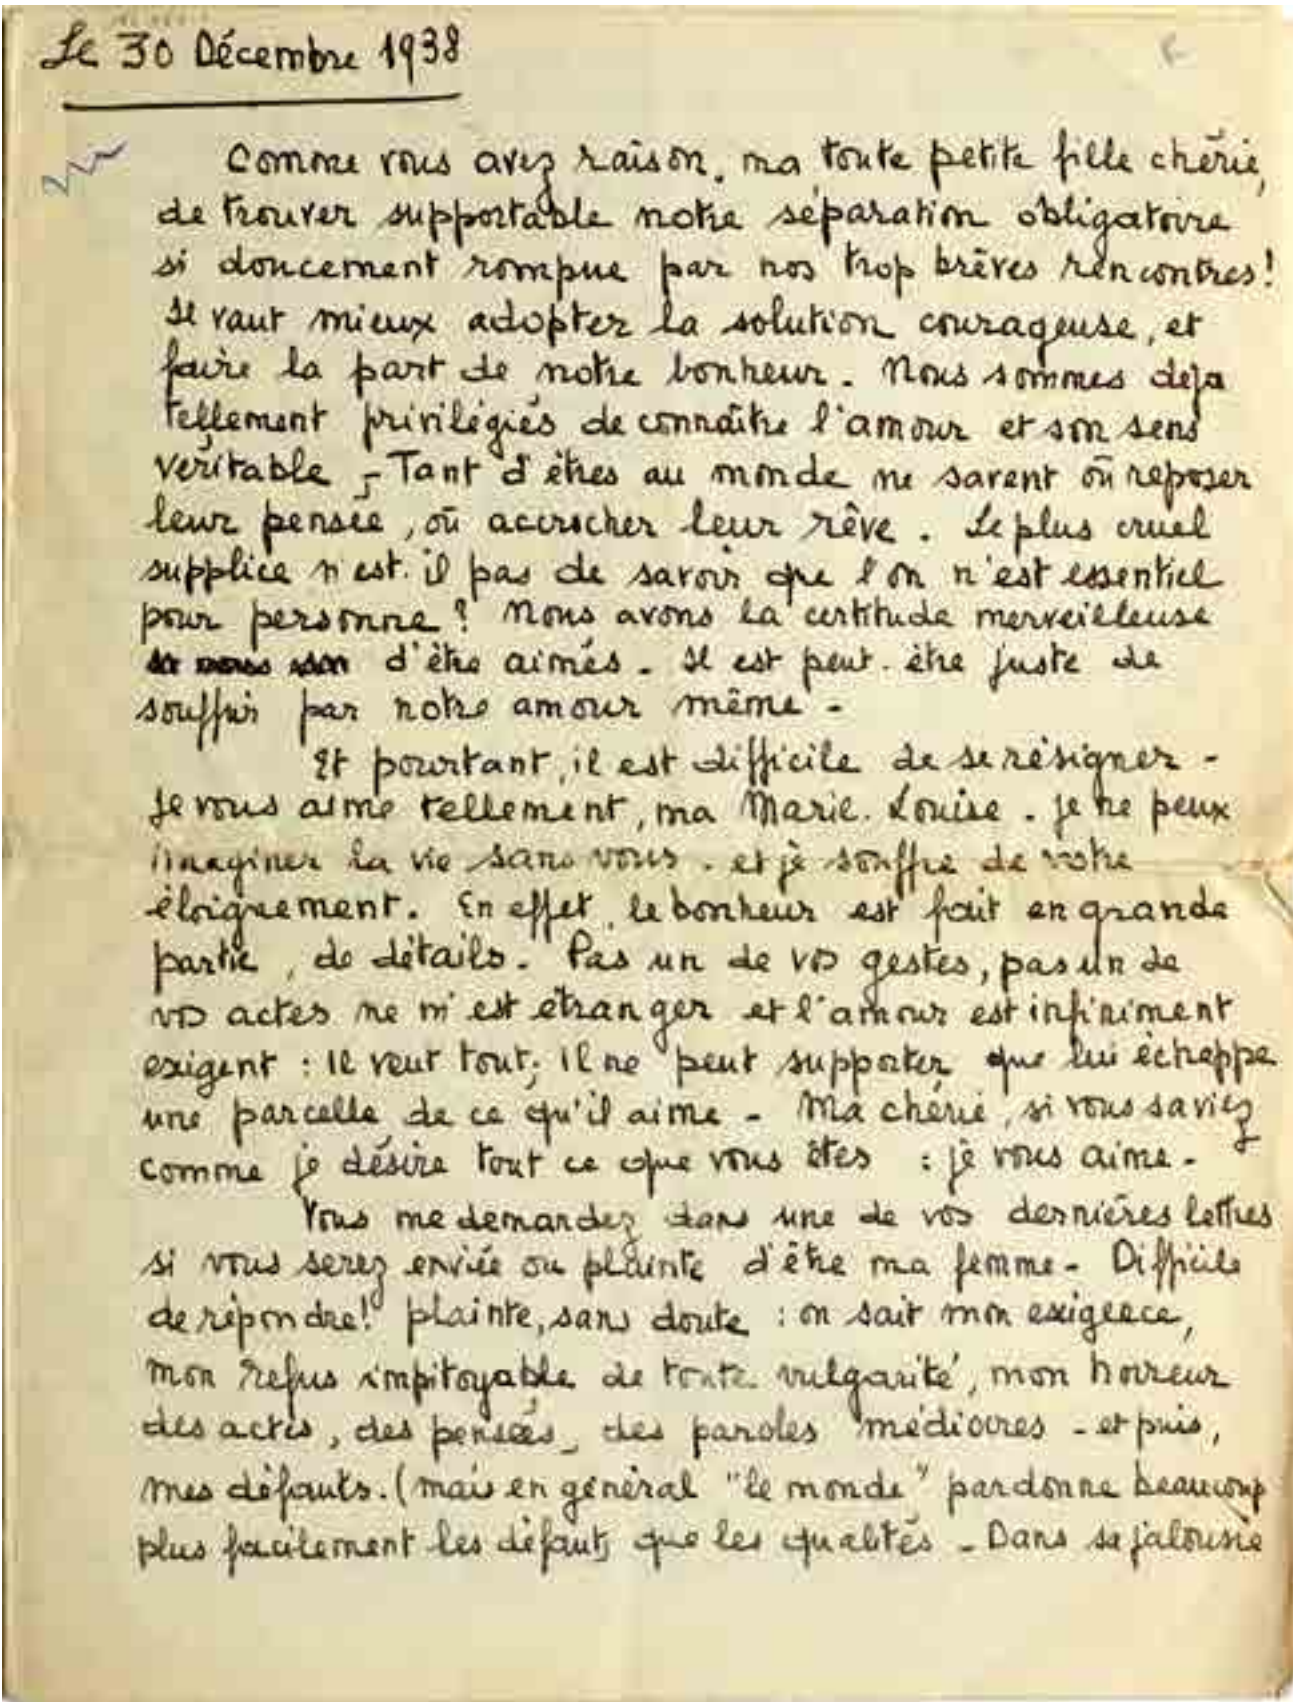 Le 30 Décembre 1938
Comme vous avez raison, ma toute petite fille chérie,
de trouver supportable notre séparation obligatoire
si doucement rompue par nos trop brèves rencontres!
Il vaut mieux adopter la solution courageuse, et
faire la part de notre bonheur. Nous sommes déjà
tellement privilégiés de connaître l'amour et son sens
véritable - Tant d'êtres au monde ne savent où reposer
leur pensée, où accrocher leur rêve. Le plus cruel
supplice n'est-il pas de savoir que l'on n'est essentiel
pour personne? Nous avons la certitude merveilleuse
d'être aimés. Il est peut-être juste de
souffrir par notre amour même -
Et pourtant, il est difficile de se résigner -
Je vous aime tellement, ma Marie-Louise. je ne peux
imaginer la vie sans vous. et je souffre de votre
éloignement. En effet, le bonheur est fait en grande
partie, de détails. Pas un de vos gestes, pas un de
vos actes ne m'est étranger et l'amour est infiniment
exigent : Il veut tout; il ne peut supporter que lui échappe
une parcelle de ce qu'il aime - Ma chérie, si vous saviez
comme je désire tout ce que vous êtes : je vous aime -
Vous me demandez dans une de vos dernières lettres
si vous serez enviée ou plainte d'être ma femme - Difficile
de répondre! plainte, sans doute : on sait mon exigeece,
mon refus impitoyable de toute vulgarité, mon horreur
des actes, des pensées, des paroles médiocres - et puis,
mes défauts. (mais en général "le monde" pardonne beaucoup
plus facilement les défauts que les qualités - Dans sa jalousie